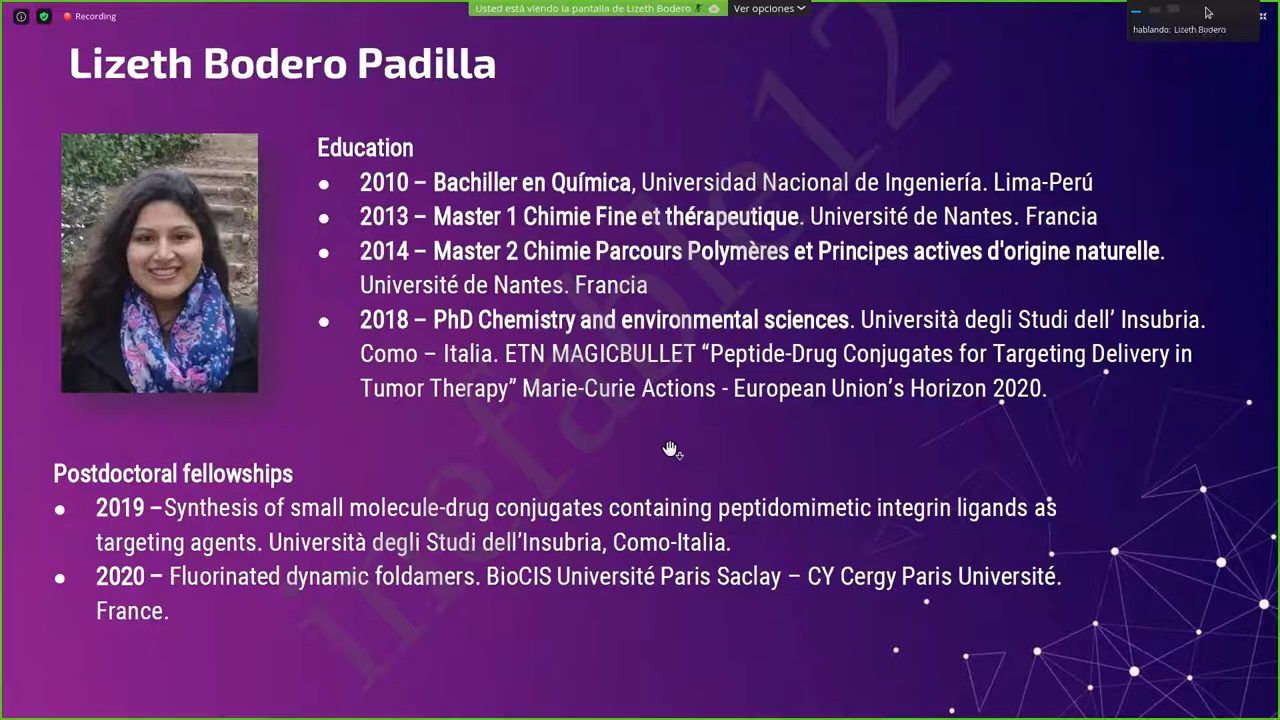 Recording
Usted está viendo la pantalla de Lizeth Bodero
Ver opciones
hablando: Lizeth Bodero
Lizeth Bodero Padilla
Education
● 2010 – Bachiller en Química, Universidad Nacional de Ingeniería. Lima-Perú
● 2013 – Master 1 Chimie Fine et thérapeutique. Université de Nantes. Francia
● 2014 – Master 2 Chimie Parcours Polymères et Principes actives d'origine naturelle.
Université de Nantes. Francia
● 2018 – PhD Chemistry and environmental sciences. Università degli Studi dell’ Insubria.
Como – Italia. ETN MAGICBULLET “Peptide-Drug Conjugates for Targeting Delivery in
Tumor Therapy” Marie-Curie Actions - European Union’s Horizon 2020.
Postdoctoral fellowships
● 2019 –Synthesis of small molecule-drug conjugates containing peptidomimetic integrin ligands as
targeting agents. Università degli Studi dell’Insubria, Como-Italia.
● 2020 – Fluorinated dynamic foldamers. BioCIS Université Paris Saclay – CY Cergy Paris Université.
France.